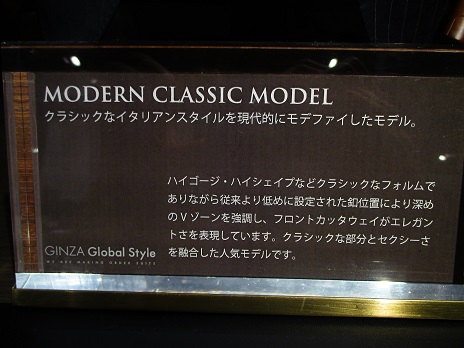 MODERN CLASSIC MODEL
クラシックなイタリアンスタイルを現代的にモデファイしたモデル。
ハイゴージ・ハイシェイプなどクラシックなフォルムで
ありながら従来より低めに設定された釦位置により深め
のVゾーンを強調し、フロントカッタウェイがエレガン
トさを表現しています。クラシックな部分とセクシーさ
を融合した人気モデルです。
GINZA Global Style
WE ARE MAKING ORDER SUITS